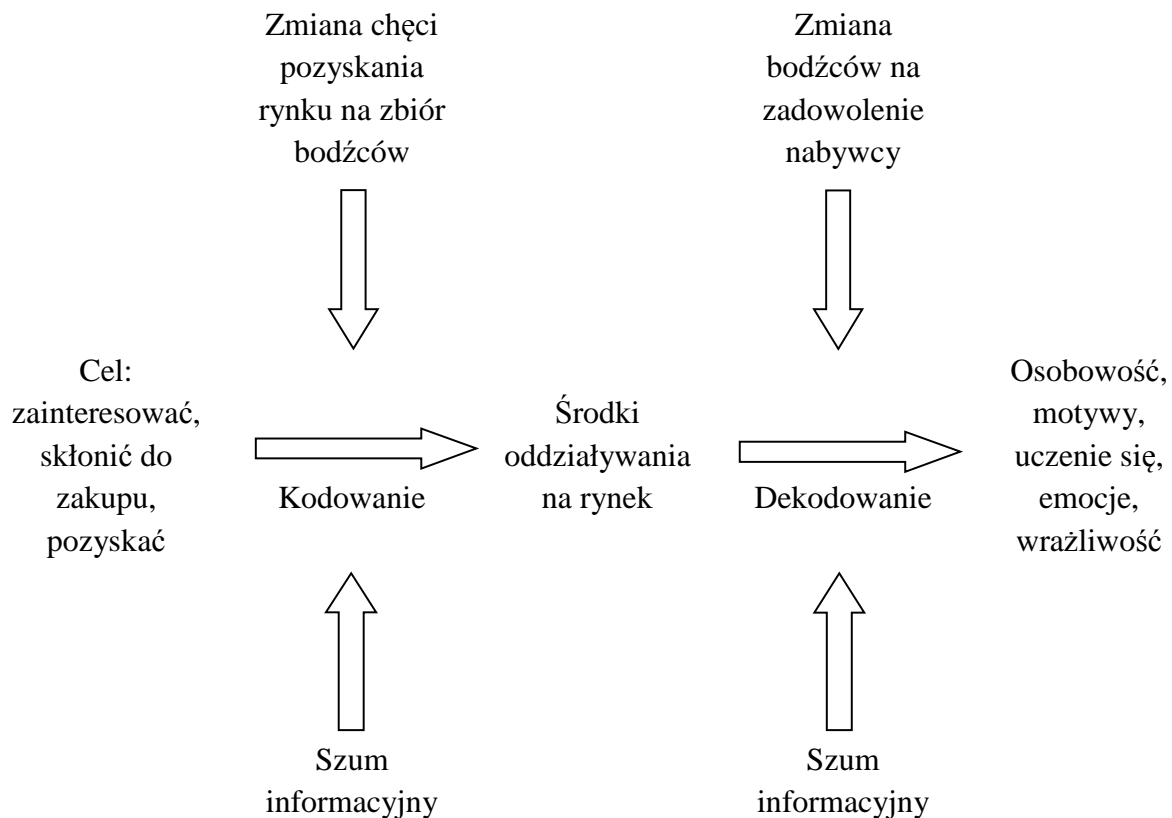 Zmiana chęci
pozyskania
rynku na zbiór
bodźców
Zmiana
bodźców na
zadowolenie
nabywcy
Cel:
zainteresować,
skłonić do
zakupu,
pozyskać
Kodowanie
Środki
oddziaływania
na rynek
Dekodowanie
Osobowość,
motywy,
uczenie się,
emocje,
wrażliwość
Szum
informacyjny
Szum
informacyjny